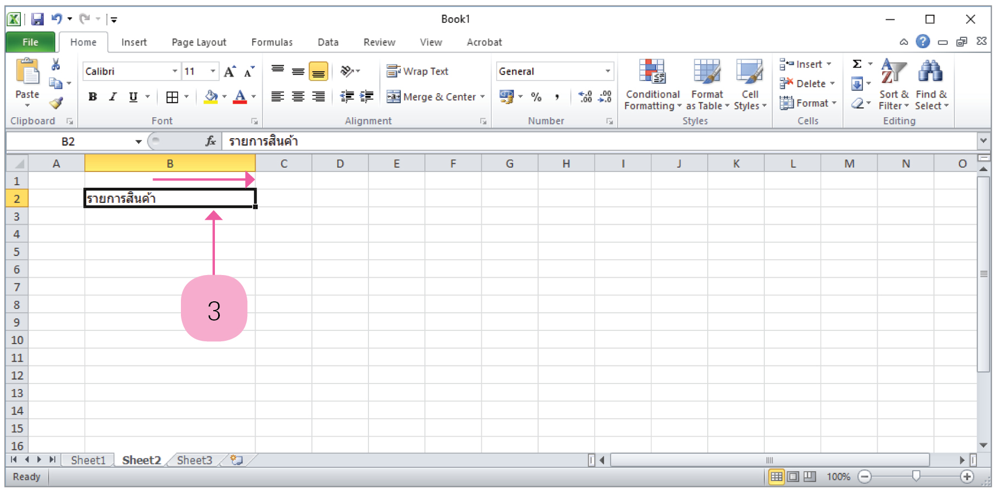 Book1
File Home Insert Page Layout Formulas Data Review View Acrobat
Calibri 11 Wrap Text General Insert
Paste Delete
B I U Merge & Center % , Conditional Formatting Format as Table Cell Styles Format Sort & Filter Find & Select
Clipboard Font Alignment Number Styles Cells Editing
B2 fx รายการสินค้า
A B C D E F G H I J K L M N O
1
2 รายการสินค้า
3
4
5
6
7
8
3
9
10
11
12
13
14
15
16
Sheet1 Sheet2 Sheet3
Ready 100%